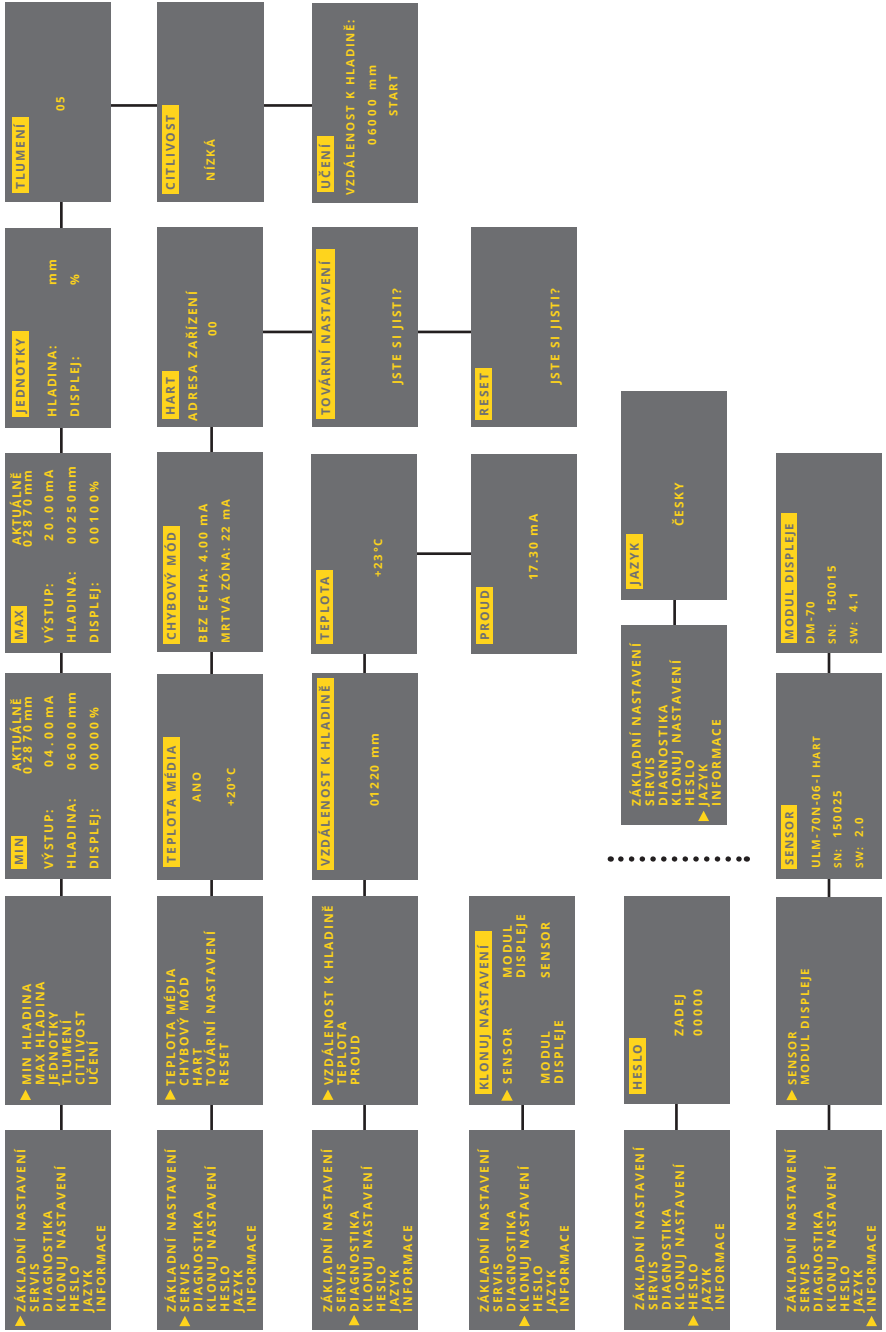 ZÁKLADNÍ NASTAVENÍ
SERVIS
DIAGNOSTIKA
KLONUJ NASTAVENÍ
HESLO
JAZYK
INFORMACE
MIN HLADINA
MAX HLADINA
JEDNOTKY
TLUMENÍ
CITLIVOST
UČENÍ
MIN AKTUÁLNĚ
02870mm
VÝSTUP: 04.00mA
HLADINA: 06000mm
DISPLEJ: 00000%
MAX AKTUÁLNĚ
02870mm
VÝSTUP: 20.00mA
HLADINA: 00250mm
DISPLEJ: 00100%
JEDNOTKY
HLADINA: mm
DISPLEJ: %
TLUMENÍ
05
CITLIVOST
NÍZKÁ
UČENÍ
VZDÁLENOST K HLADINĚ:
06000 mm
START
ZÁKLADNÍ NASTAVENÍ
SERVIS
DIAGNOSTIKA
KLONUJ NASTAVENÍ
HESLO
JAZYK
INFORMACE
TEPLOTA MÉDIA
CHYBOVÝ MÓD
HART
TOVÁRNÍ NASTAVENÍ
RESET
TEPLOTA MÉDIA
ANO
+20°C
CHYBOVÝ MÓD
BEZ ECHA: 4.00 mA
MRTVÁ ZÓNA: 22 mA
HART
ADRESA ZAŘÍZENÍ
00
TOVÁRNÍ NASTAVENÍ
JSTE SI JISTI?
RESET
JSTE SI JISTI?
ZÁKLADNÍ NASTAVENÍ
SERVIS
DIAGNOSTIKA
KLONUJ NASTAVENÍ
HESLO
JAZYK
INFORMACE
VZDÁLENOST K HLADINĚ
TEPLOTA
PROUD
VZDÁLENOST K HLADINĚ
01220 mm
TEPLOTA
+23°C
PROUD
17.30 mA
ZÁKLADNÍ NASTAVENÍ
SERVIS
DIAGNOSTIKA
KLONUJ NASTAVENÍ
HESLO
JAZYK
INFORMACE
KLONUJ NASTAVENÍ
SENSOR MODUL
DISPLEJE
MODUL SENSOR
DISPLEJE
ZÁKLADNÍ NASTAVENÍ
SERVIS
DIAGNOSTIKA
KLONUJ NASTAVENÍ
HESLO
JAZYK
INFORMACE
HESLO
ZADEJ
00000
ZÁKLADNÍ NASTAVENÍ
SERVIS
DIAGNOSTIKA
KLONUJ NASTAVENÍ
HESLO
JAZYK
INFORMACE
JAZYK
ČESKY
ZÁKLADNÍ NASTAVENÍ
SERVIS
DIAGNOSTIKA
KLONUJ NASTAVENÍ
HESLO
JAZYK
INFORMACE
SENSOR
MODUL DISPLEJE
SENSOR
ULM-70N-06-I HART
SN: 150025
SW: 2.0
MODUL DISPLEJE
DM-70
SN: 150015
SW: 4.1